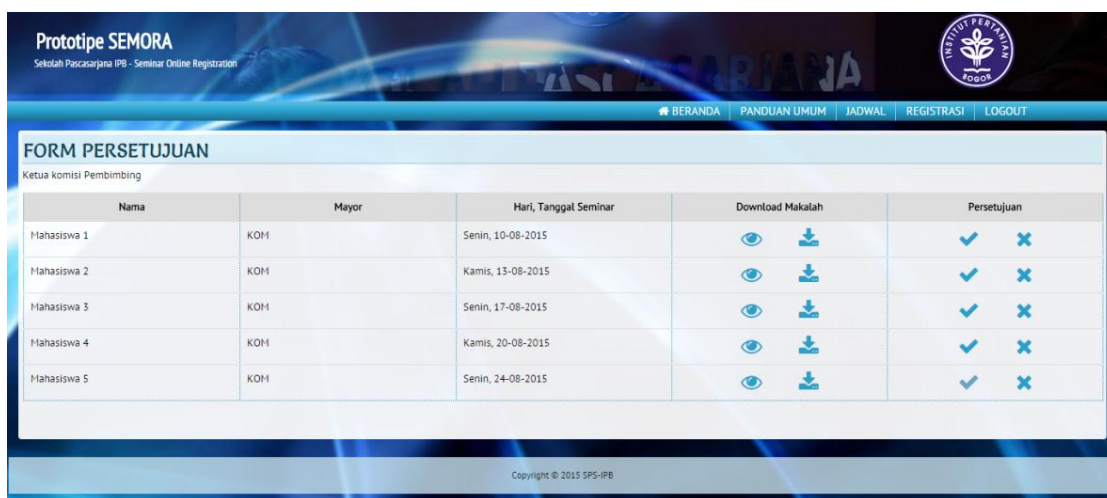 Prototipe SEMORA
Sekolah Pascasarjana IPB - Seminar Online Registration
INSTITUT PERTANIAN
BOGOR
BERANDA PANDUAN UMUM JADWAL REGISTRASI LOGOUT
FORM PERSETUJUAN
Ketua komisi Pembimbing
Nama Mayor Hari, Tanggal Seminar Download Makalah Persetujuan
Mahasiswa 1 KOM Senin, 10-08-2015
Mahasiswa 2 KOM Kamis, 13-08-2015
Mahasiswa 3 KOM Senin, 17-08-2015
Mahasiswa 4 KOM Kamis, 20-08-2015
Mahasiswa 5 KOM Senin, 24-08-2015
Copyright © 2015 SPS-IPB